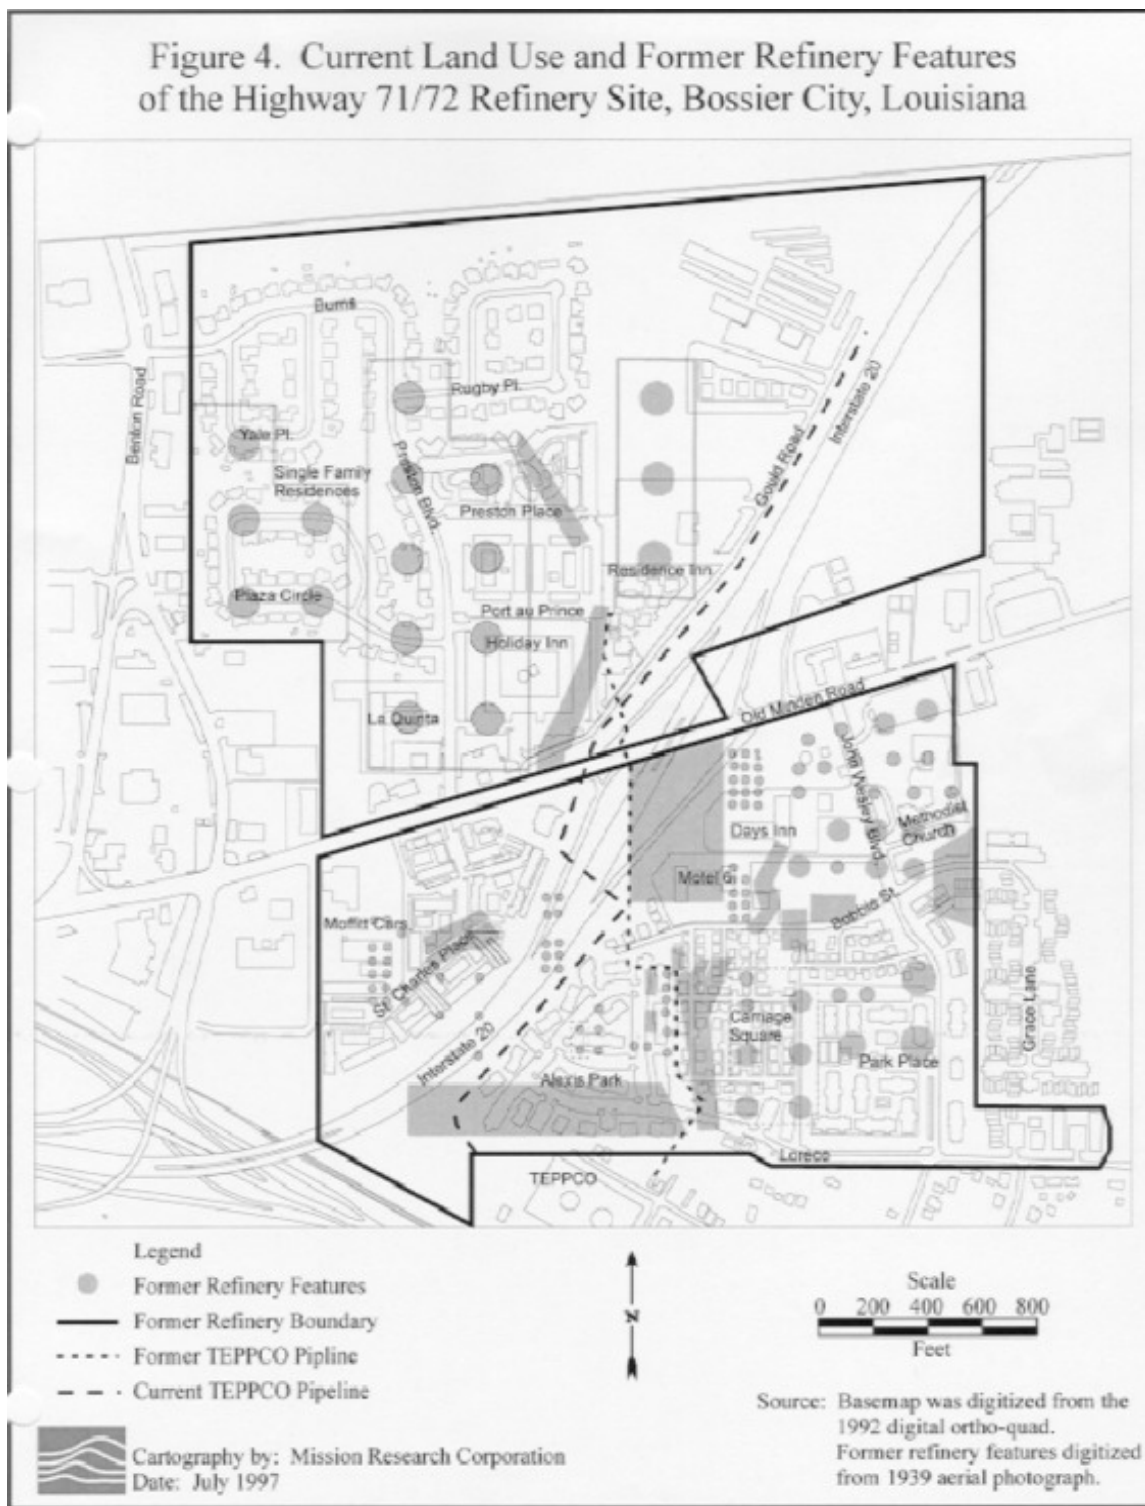 Figure 4. Current Land Use and Former Refinery Features
of the Highway 71/72 Refinery Site, Bossier City, Louisiana
Burns
Benton Road
Rugby Pl.
Interstate 20
Yale Pl.
Preston Blvd.
Gould Road
Single Family
Residences
Preston Place
Residence Inn
Plaza Circle
Port au Prince
Holiday Inn
La Quinta
Old Minden Road
John Wesley Blvd.
Methodist
Church
Days Inn
Motel 6
Moffitt Cars
Bobbie St.
St. Charles Place
Grace Lane
Carriage
Square
Interstate 20
Park Place
Alexis Park
Loreco
TEPPCO
Legend
Former Refinery Features
Former Refinery Boundary
Former TEPPCO Pipline
Current TEPPCO Pipeline
N
Scale
0 200 400 600 800
Feet
Source: Basemap was digitized from the
1992 digital ortho-quad.
Former refinery features digitized
from 1939 aerial photograph.
Cartography by: Mission Research Corporation
Date: July 1997